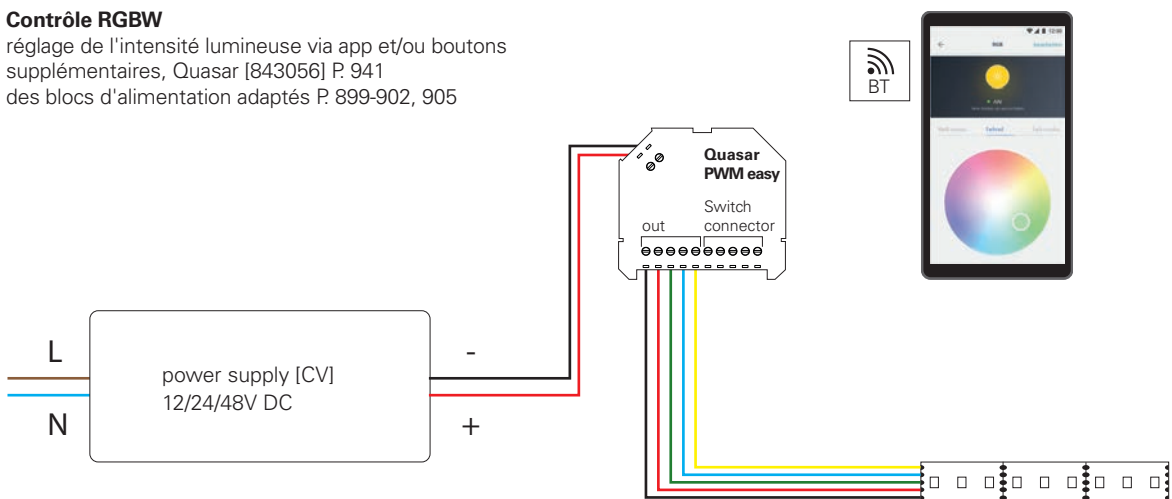 Contrôle RGBW
réglage de l'intensité lumineuse via app et/ou boutons
supplémentaires, Quasar [843056] P. 941
des blocs d'alimentation adaptés P. 899-902, 905
BT
RGB
Quasar
PWM easy
Switch
out connector
L
-
power supply [CV]
12/24/48V DC
N
+